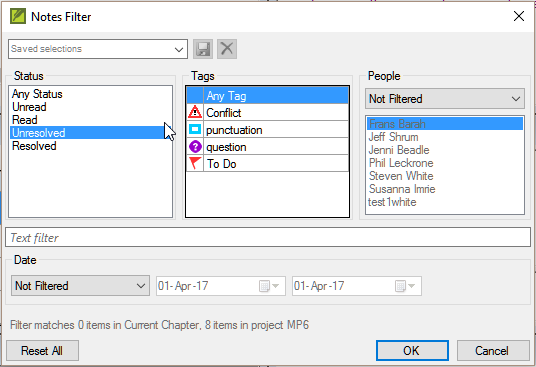 Notes Filter
Saved selections
Status
Any Status
Unread
Read
Unresolved
Resolved
Tags
Any Tag
Conflict
punctuation
question
To Do
People
Not Filtered
Frans Barah
Jeff Shrum
Jenni Beadle
Phil Leckrone
Steven White
Susanna Imrie
test1white
Text filter
Date
Not Filtered
01-Apr-17
01-Apr-17
Filter matches 0 items in Current Chapter, 8 items in project MP6
Reset All
OK
Cancel